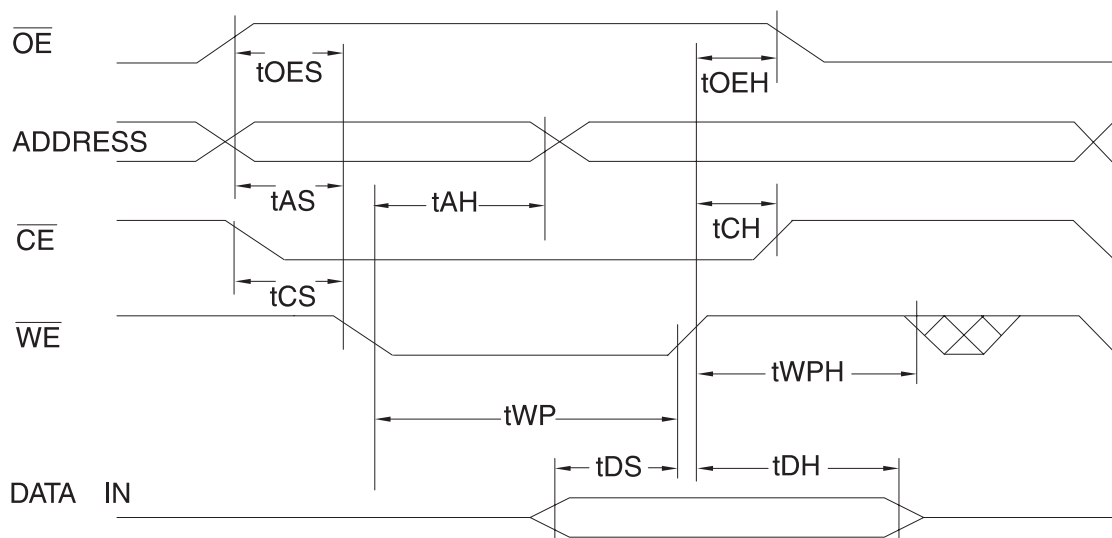 OE
tOES
tOEH
ADDRESS
tAS
tAH
tCH
CE
tCS
WE
tWPH
tWP
tDS
tDH
DATA IN